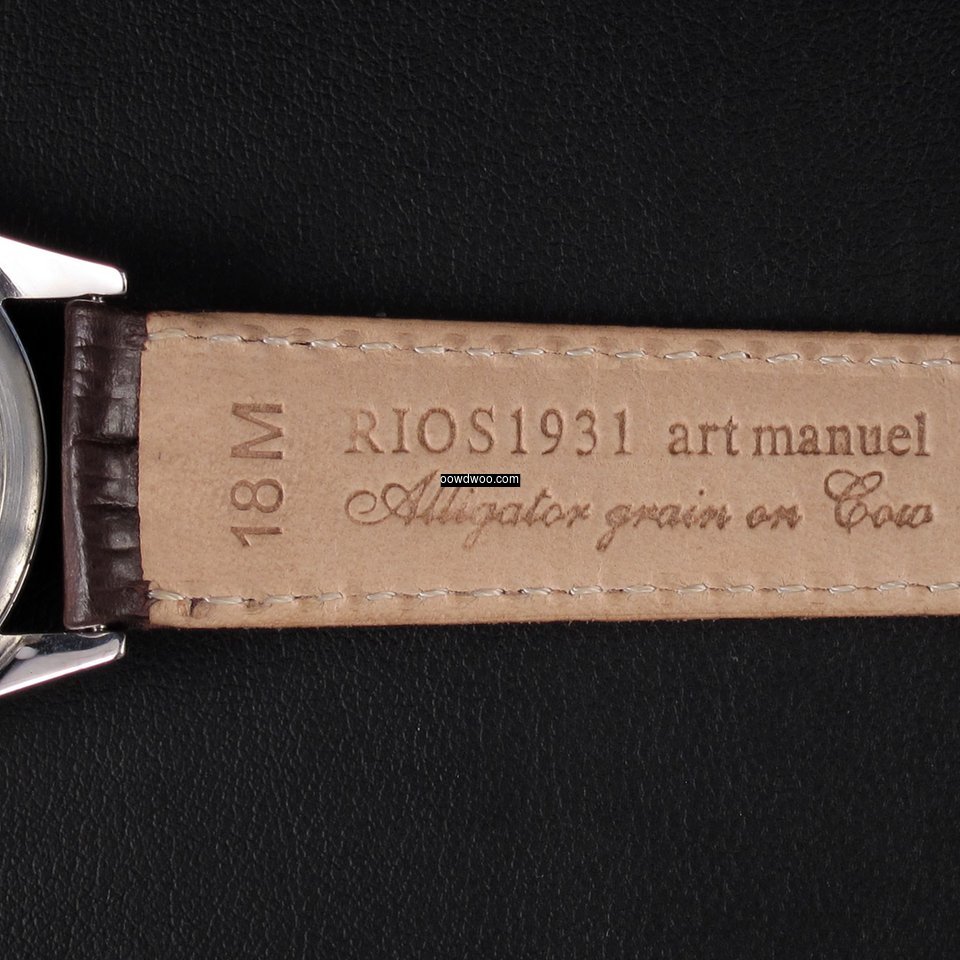 18 M
RIOS1931 art manuel
oowdwoo.com
Alligator grain on Cow